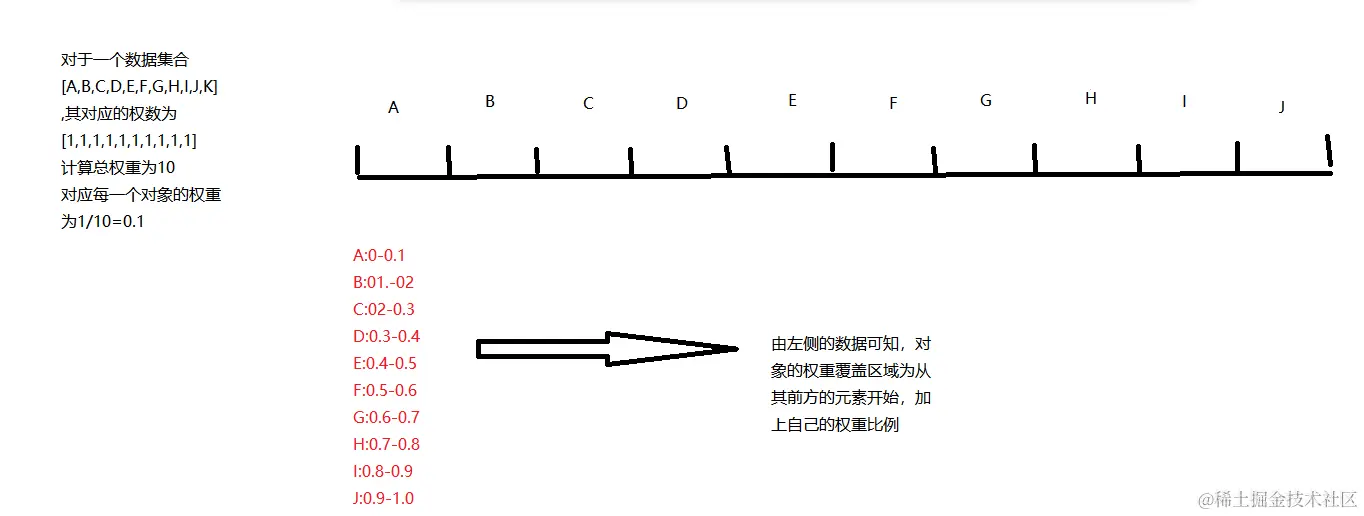 对于一个数据集合
[A,B,C,D,E,F,G,H,I,J,K]
,其对应的权数为
[1,1,1,1,1,1,1,1,1,1]
计算总权重为10
对应每一个对象的权重
为1/10=0.1
A B C D E F G H I J
A:0-0.1
B:01.-02
C:02-0.3
D:0.3-0.4
E:0.4-0.5
F:0.5-0.6
G:0.6-0.7
H:0.7-0.8
I:0.8-0.9
J:0.9-1.0
由左侧的数据可知，对
象的权重覆盖区域为从
其前方的元素开始，加
上自己的权重比例
@稀土掘金技术社区